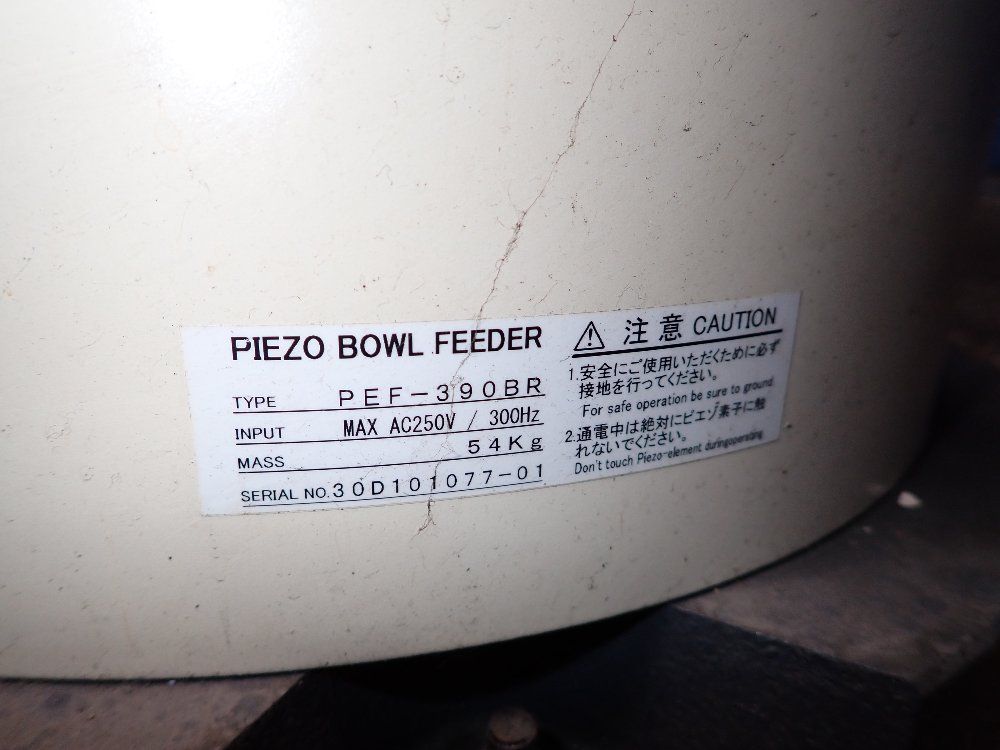 PIEZO BOWL FEEDER
TYPE PEF-390BR
INPUT MAX AC250V / 300Hz
MASS 54Kg
SERIAL NO. 30D101077-01
注意 CAUTION
1.安全にご使用いただくために必ず
接地を行ってください。
For safe operation be sure to ground
2.通電中は絶対にピエゾ素子に触
れないでください。
Don't touch Piezo-element duringoperating